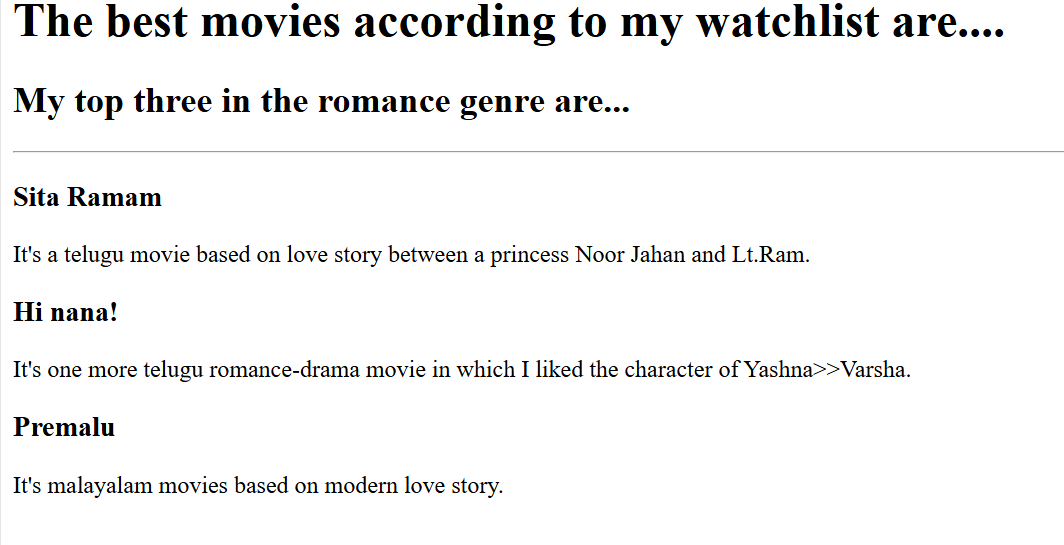 The best movies according to my watchlist are....
My top three in the romance genre are...
Sita Ramam
It's a telugu movie based on love story between a princess Noor Jahan and Lt.Ram.
Hi nana!
It's one more telugu romance-drama movie in which I liked the character of Yashna>>Varsha.
Premalu
It's malayalam movies based on modern love story.